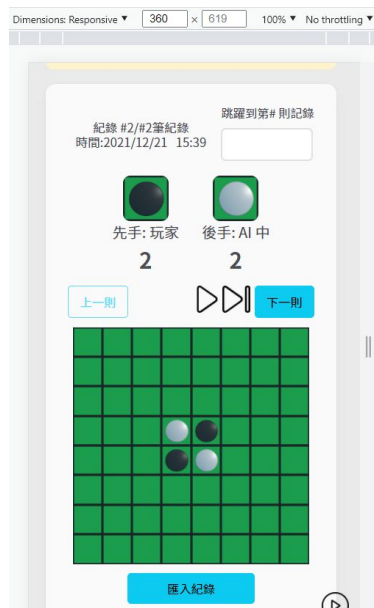 Dimensions: Responsive ▼ 360 × 619 100% ▼ No throttling ▼
跳躍到第# 則記錄
紀錄 #2/#2筆紀錄
時間:2021/12/21 15:39
先手: 玩家 後手: AI 中
2 2
上一則 下一則
匯入紀錄